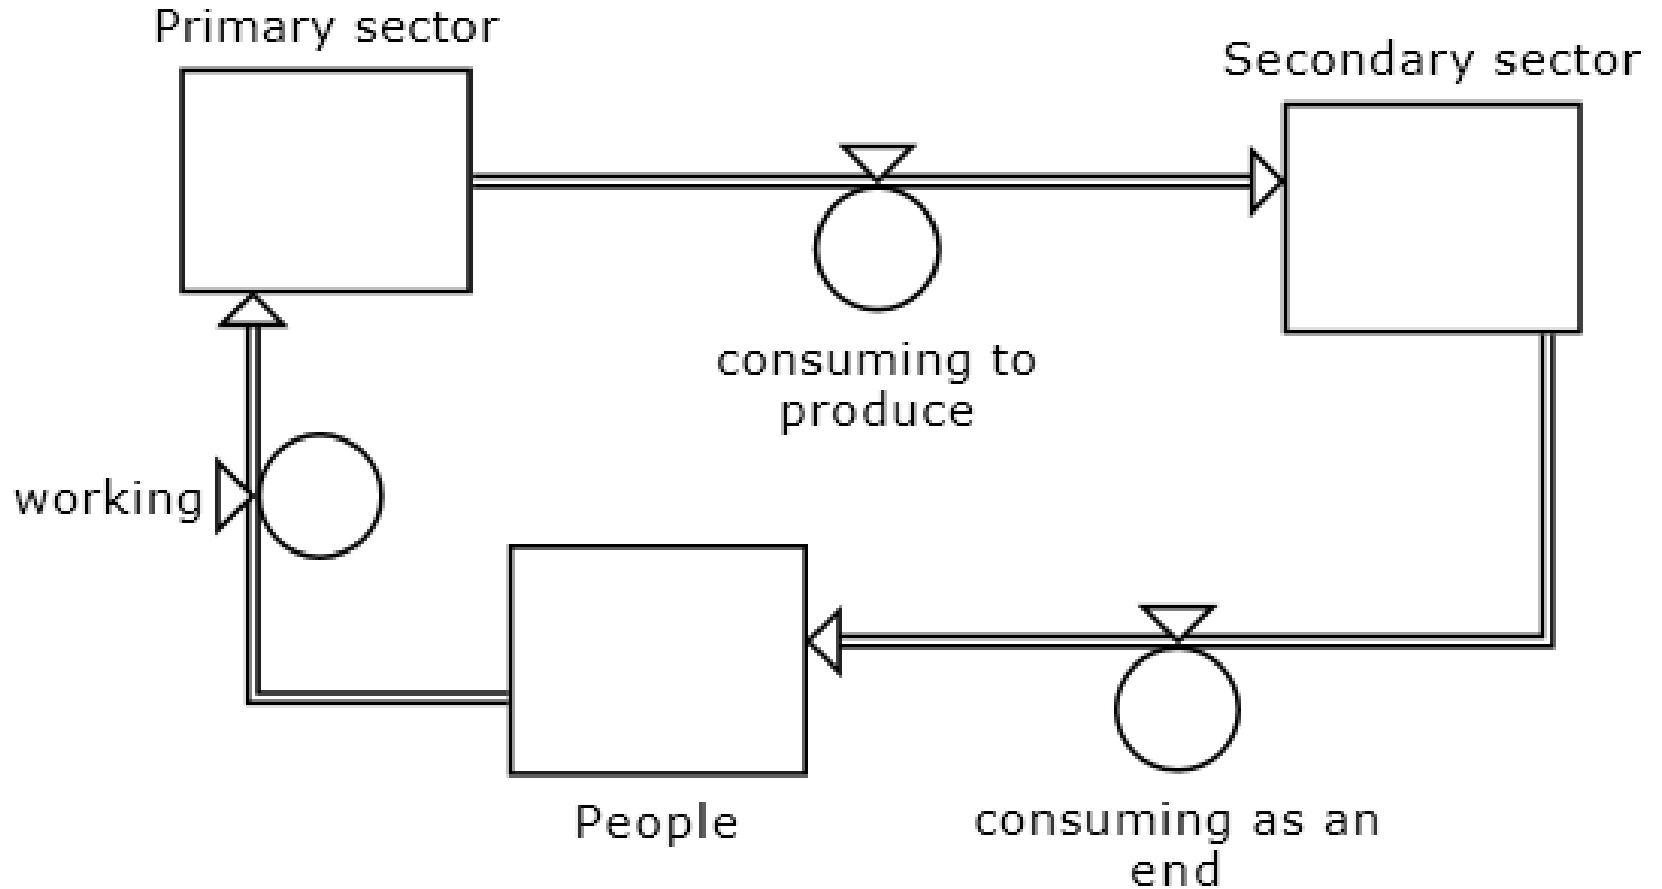 Primary sector
Secondary sector
consuming to
produce
working
People
consuming as an
end